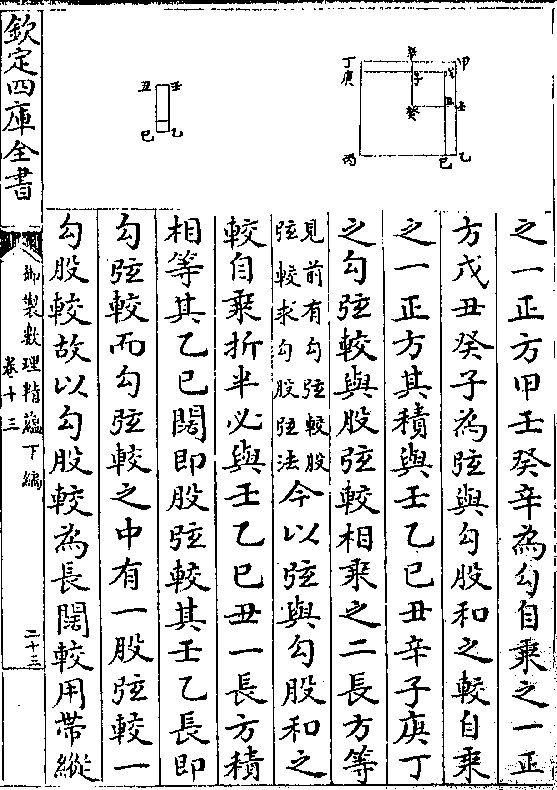 之一正方甲壬癸辛為勾自乘之一正
方戊丑癸子為弦與勾股和之較自乘
之一正方其積與壬乙巳丑辛子庚丁
之勾弦較與股弦較相乘之二長方等
見前有勾弦較股
弦較求勾股弦法
今以弦與勾股和之
較自乘折半必與壬乙巳丑一長方積
相等其乙巳闊即股弦較其壬乙長即
勾弦較而勾弦較之中有一股弦較一
勾股較故以勾股較為長闊較用帶縱
欽定四庫全書
御製數理精藴下編
卷十三
二十三
甲
辛
丁
庚
戊
子
丑
壬
癸
丙
巳
乙
壬
丑
巳
乙